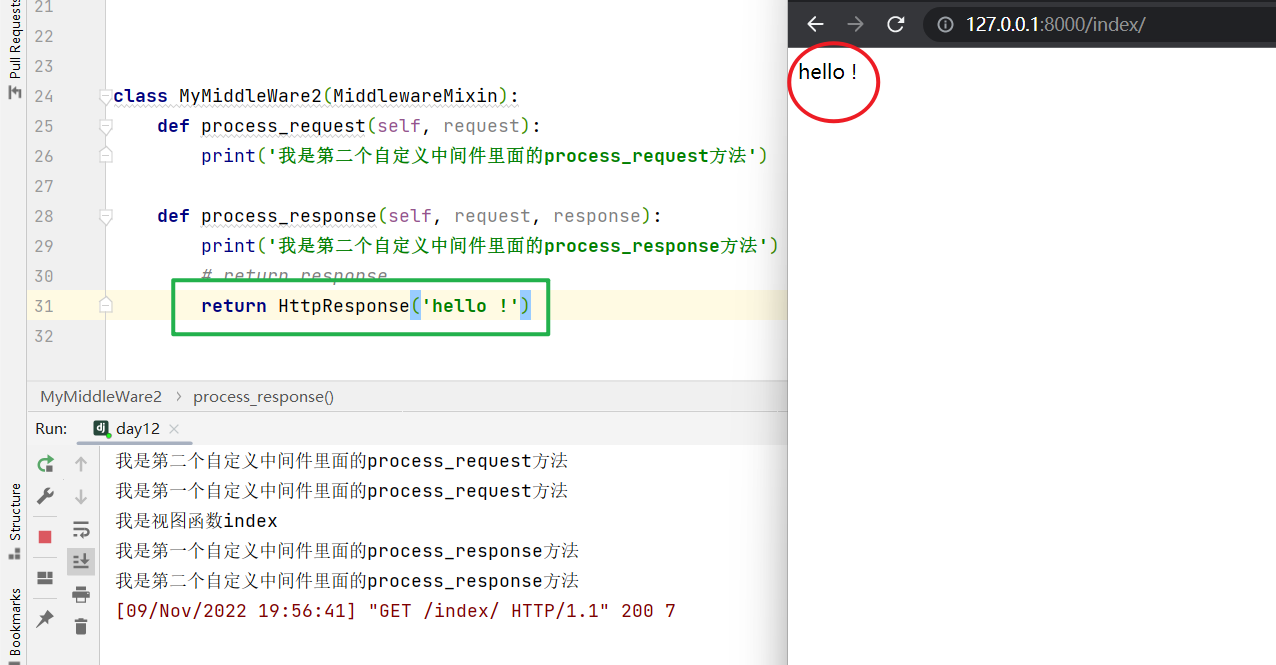 Pull Requests
21
22
23
24 class MyMiddleWare2(MiddlewareMixin):
25 def process_request(self, request):
26 print('我是第二个自定义中间件里面的process_request方法')
27
28 def process_response(self, request, response):
29 print('我是第二个自定义中间件里面的process_response方法')
30 # return response
31 return HttpResponse('hello !')
32
MyMiddleWare2 › process_response()
Run: dj day12 ×
Structure
Bookmarks
我是第二个自定义中间件里面的process_request方法
我是第一个自定义中间件里面的process_request方法
我是视图函数index
我是第一个自定义中间件里面的process_response方法
我是第二个自定义中间件里面的process_response方法
[09/Nov/2022 19:56:41] "GET /index/ HTTP/1.1" 200 7
127.0.0.1:8000/index/
hello !